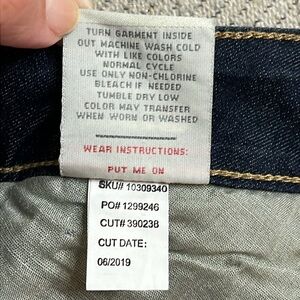 TURN GARMENT INSIDE
OUT MACHINE WASH COLD
WITH LIKE COLORS
NORMAL CYCLE
USE ONLY NON-CHLORINE
BLEACH IF NEEDED
TUMBLE DRY LOW
COLOR MAY TRANSFER
WHEN WORN OR WASHED
WEAR INSTRUCTIONS:
PUT ME ON
SKU# 10309340
PO# 1299246
CUT# 390238
CUT DATE:
06/2019